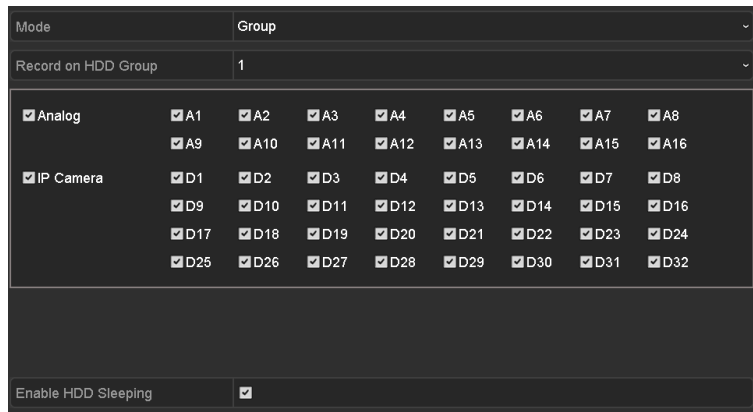 Mode Group
Record on HDD Group 1
Analog A1 A2 A3 A4 A5 A6 A7 A8
A9 A10 A11 A12 A13 A14 A15 A16
IP Camera D1 D2 D3 D4 D5 D6 D7 D8
D9 D10 D11 D12 D13 D14 D15 D16
D17 D18 D19 D20 D21 D22 D23 D24
D25 D26 D27 D28 D29 D30 D31 D32
Enable HDD Sleeping